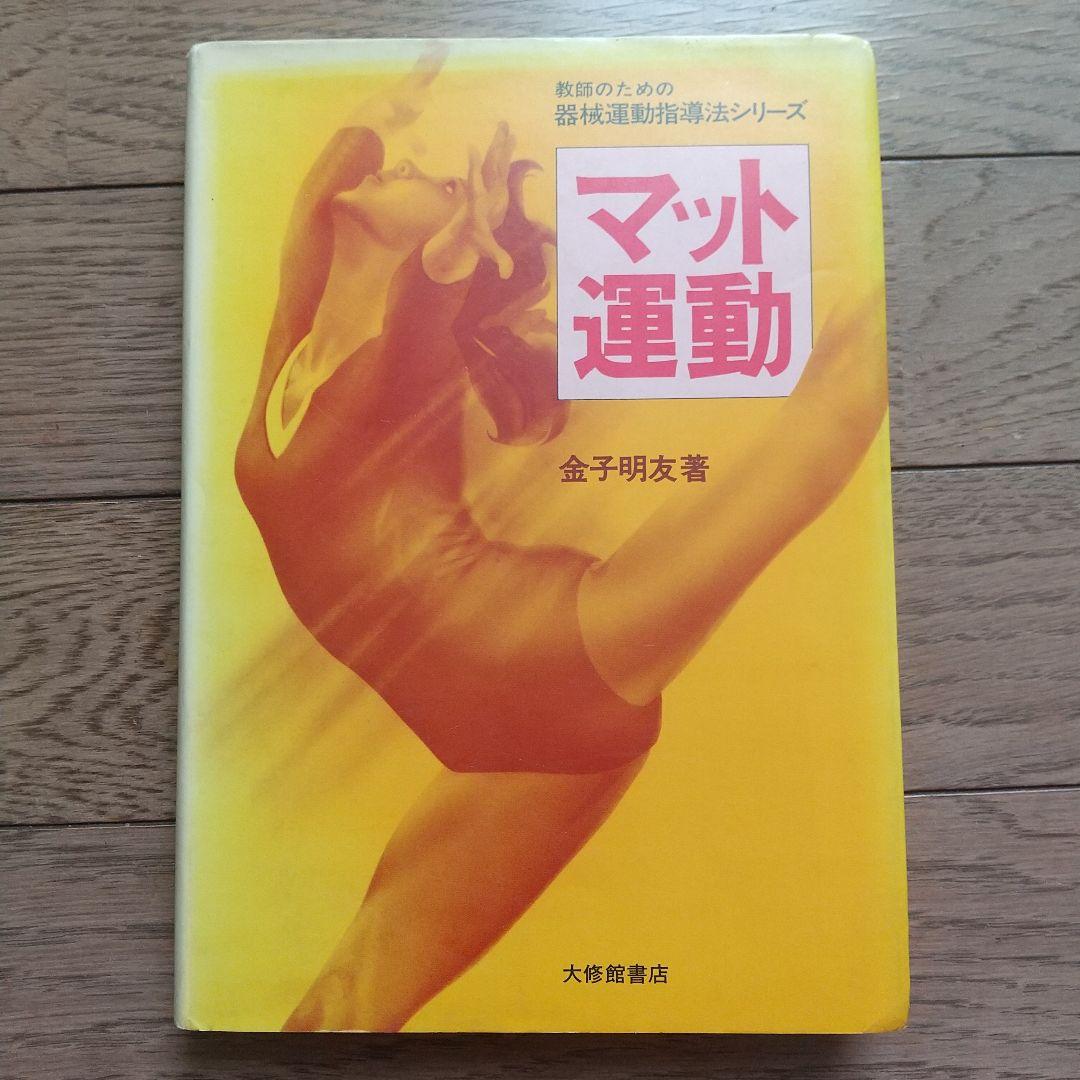 教師のための
器械運動指導法シリーズ
マット
運動
金子明友著
大修館書店